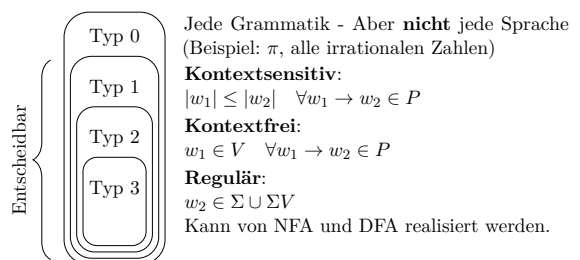 Typ 0
Typ 1
Typ 2
Typ 3
Entscheidbar
Jede Grammatik - Aber nicht jede Sprache
(Beispiel: π, alle irrationalen Zahlen)
Kontextsensitiv:
|w₁| ≤ |w₂| ∀w₁ → w₂ ∈ P
Kontextfrei:
w₁ ∈ V ∀w₁ → w₂ ∈ P
Regulär:
w₂ ∈ Σ ∪ ΣV
Kann von NFA und DFA realisiert werden.